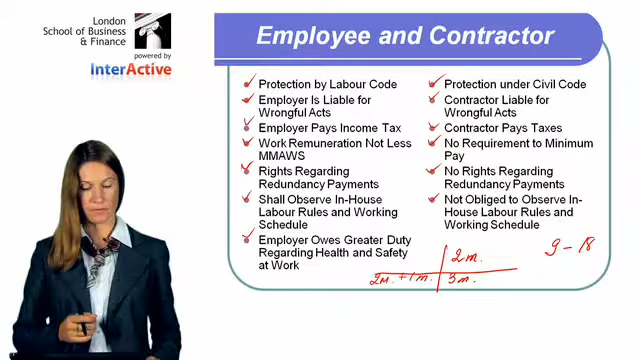 London
School of Business
& Finance
powered by
InterActive
Employee and Contractor
Protection by Labour Code
Employer Is Liable for
Wrongful Acts
Employer Pays Income Tax
Work Remuneration Not Less
MMAWS
Rights Regarding
Redundancy Payments
Shall Observe In-House
Labour Rules and Working
Schedule
Employer Owes Greater Duty
Regarding Health and Safety
at Work
Protection under Civil Code
Contractor Liable for
Wrongful Acts
Contractor Pays Taxes
No Requirement to Minimum
Pay
No Rights Regarding
Redundancy Payments
Not Obliged to Observe In-
House Labour Rules and
Working Schedule
9 - 18
2m.
2m. + 1m. 3m.